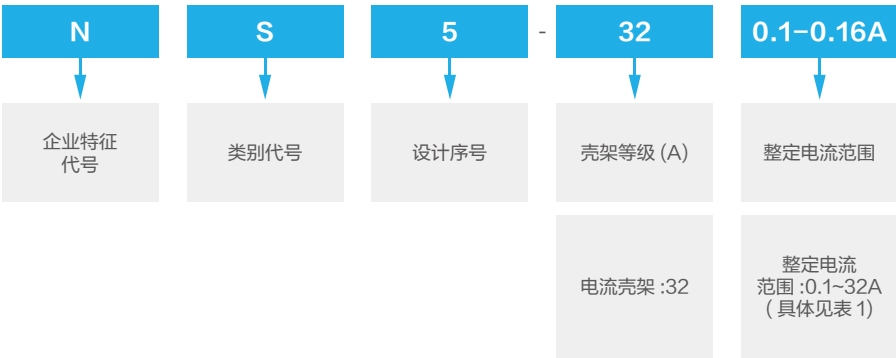 N S 5 - 32 0.1-0.16A
企业特征
代号
类别代号
设计序号
壳架等级 (A)
整定电流范围
电流壳架 :32
整定电流
范围 :0.1~32A
( 具体见表 1)